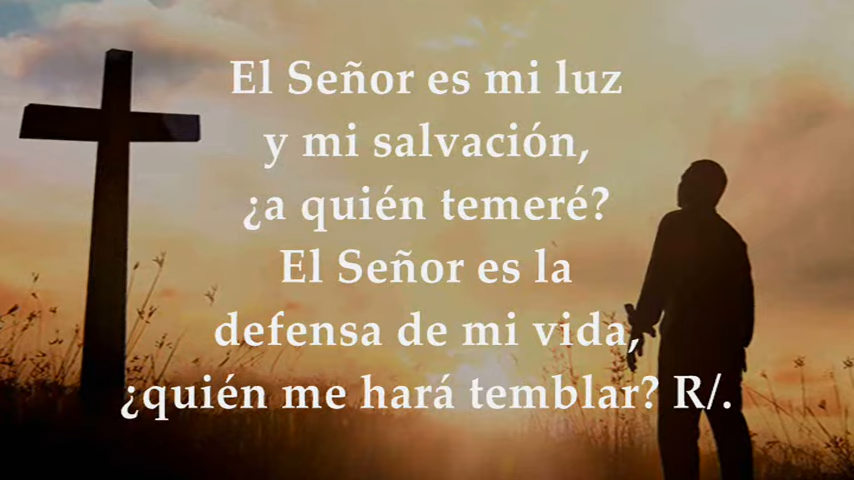 El Señor es mi luz
y mi salvación,
¿a quién temeré?
El Señor es la
defensa de mi vida,
¿quién me hará temblar? R/.